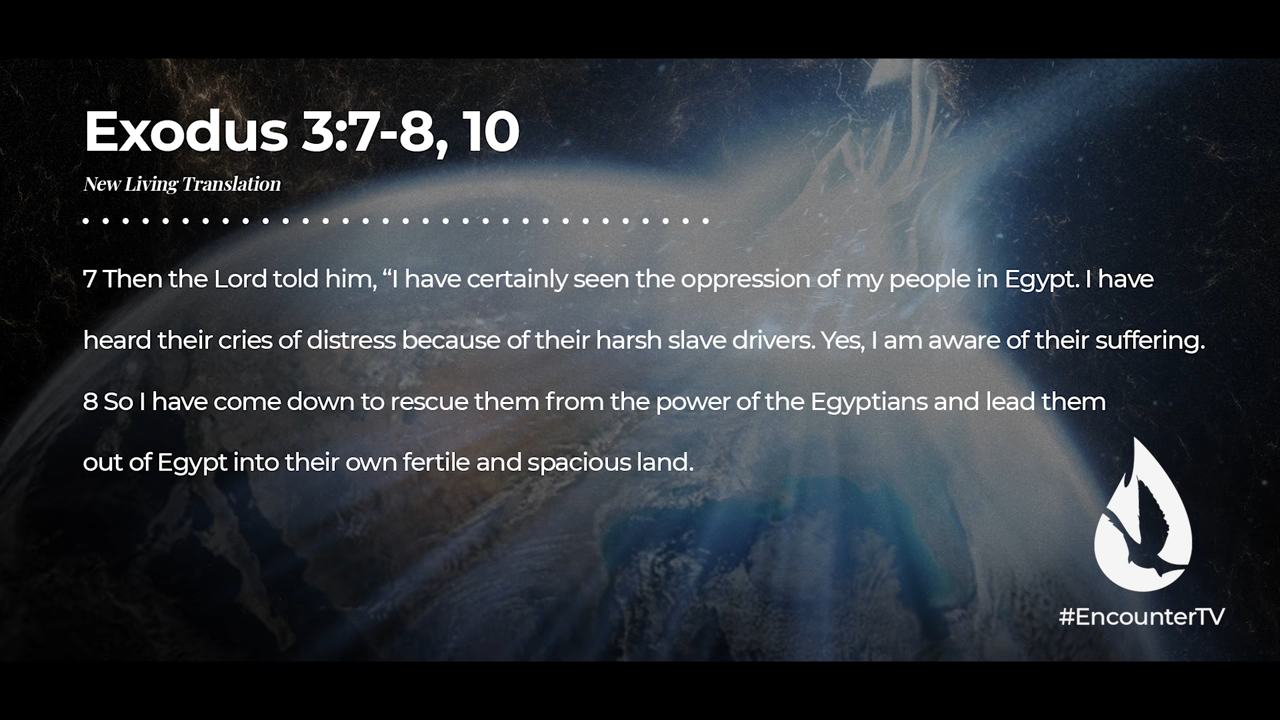 Exodus 3:7-8, 10
New Living Translation
7 Then the Lord told him, “I have certainly seen the oppression of my people in Egypt. I have
heard their cries of distress because of their harsh slave drivers. Yes, I am aware of their suffering.
8 So I have come down to rescue them from the power of the Egyptians and lead them
out of Egypt into their own fertile and spacious land.
#EncounterTV